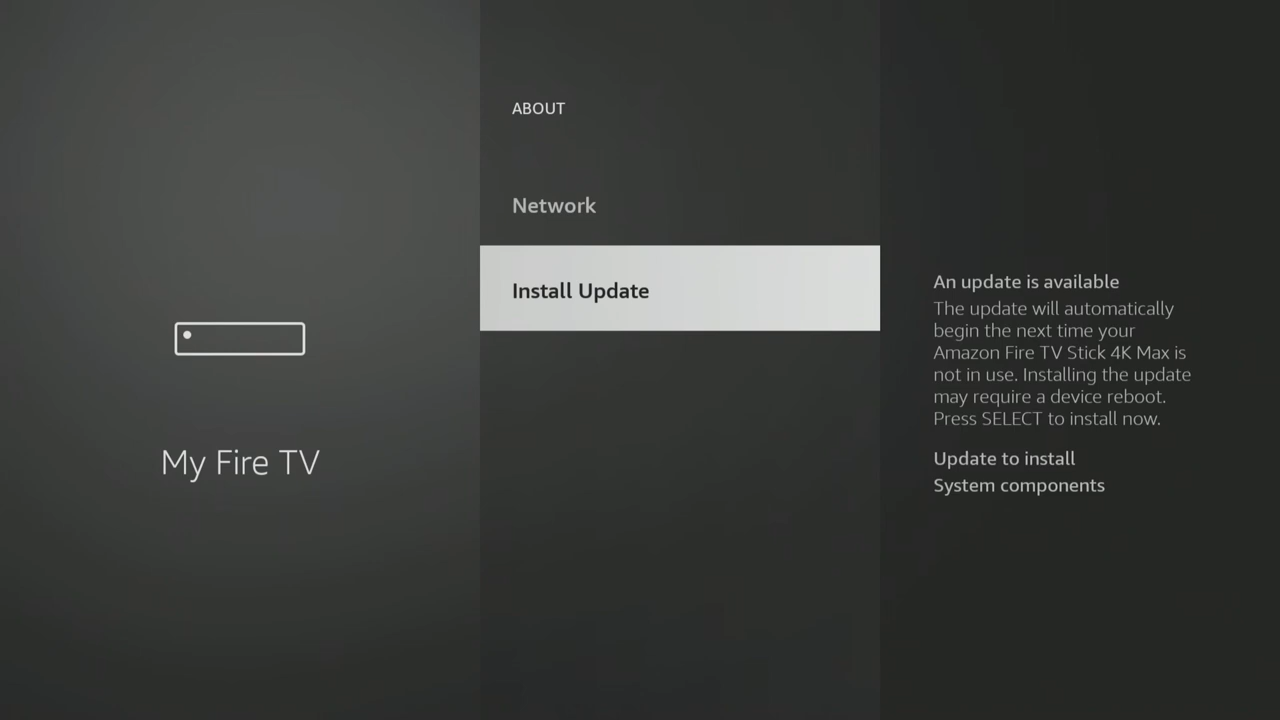 My Fire TV
ABOUT
Network
Install Update
An update is available
The update will automatically
begin the next time your
Amazon Fire TV Stick 4K Max is
not in use. Installing the update
may require a device reboot.
Press SELECT to install now.
Update to install
System components